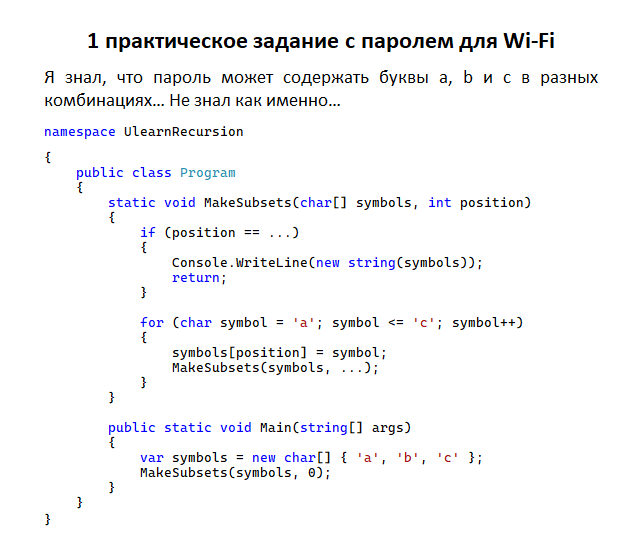 1 практическое задание с паролем для Wi-Fi
Я знал, что пароль может содержать буквы a, b и c в разных
комбинациях... Не знал как именно...
namespace UlearnRecursion
{
    public class Program
    {
        static void MakeSubsets(char[] symbols, int position)
        {
            if (position == ...)
            {
                Console.WriteLine(new string(symbols));
                return;
            }

            for (char symbol = 'a'; symbol <= 'c'; symbol++)
            {
                symbols[position] = symbol;
                MakeSubsets(symbols, ...);
            }
        }

        public static void Main(string[] args)
        {
            var symbols = new char[] { 'a', 'b', 'c' };
            MakeSubsets(symbols, 0);
        }
    }
}